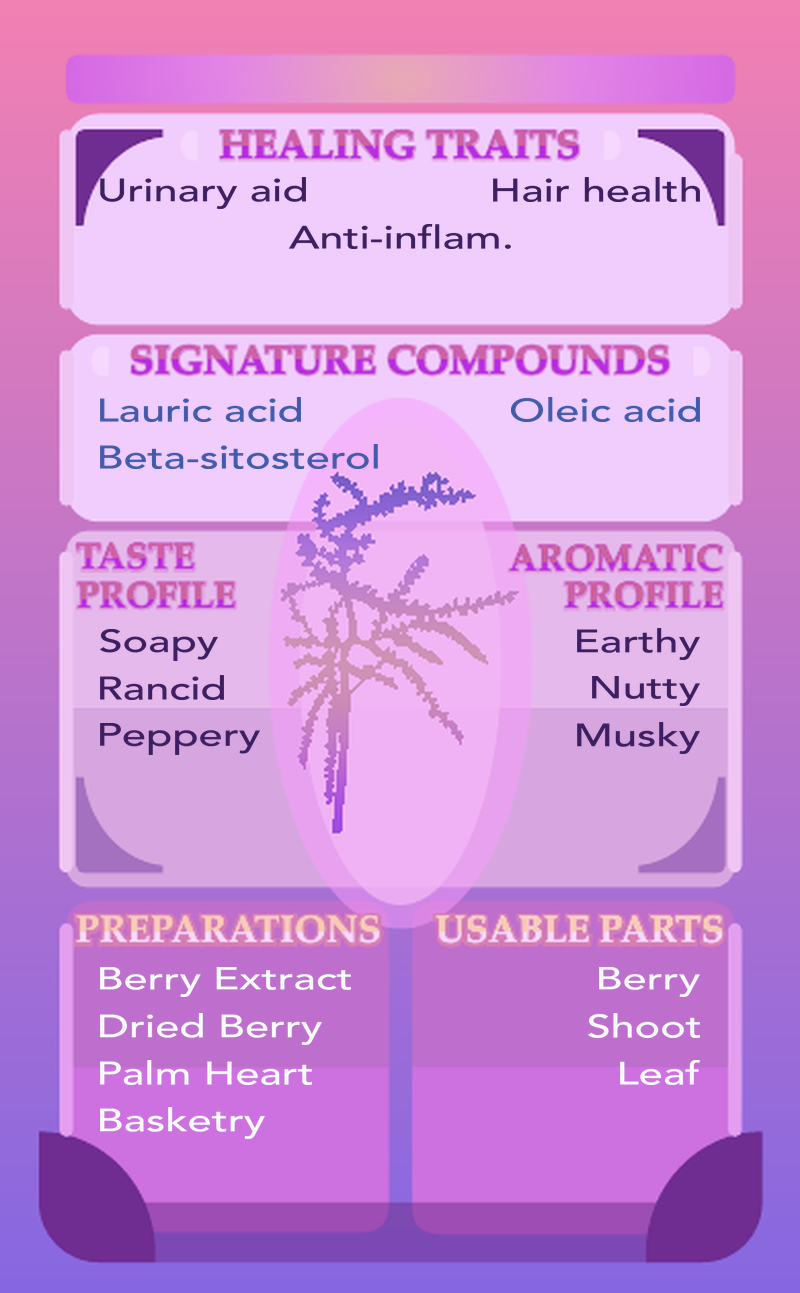 HEALING TRAITS
Urinary aid Hair health
Anti-inflam.
SIGNATURE COMPOUNDS
Lauric acid Oleic acid
Beta-sitosterol
TASTE
PROFILE
Soapy
Rancid
Peppery
AROMATIC
PROFILE
Earthy
Nutty
Musky
PREPARATIONS
Berry Extract
Dried Berry
Palm Heart
Basketry
USABLE PARTS
Berry
Shoot
Leaf